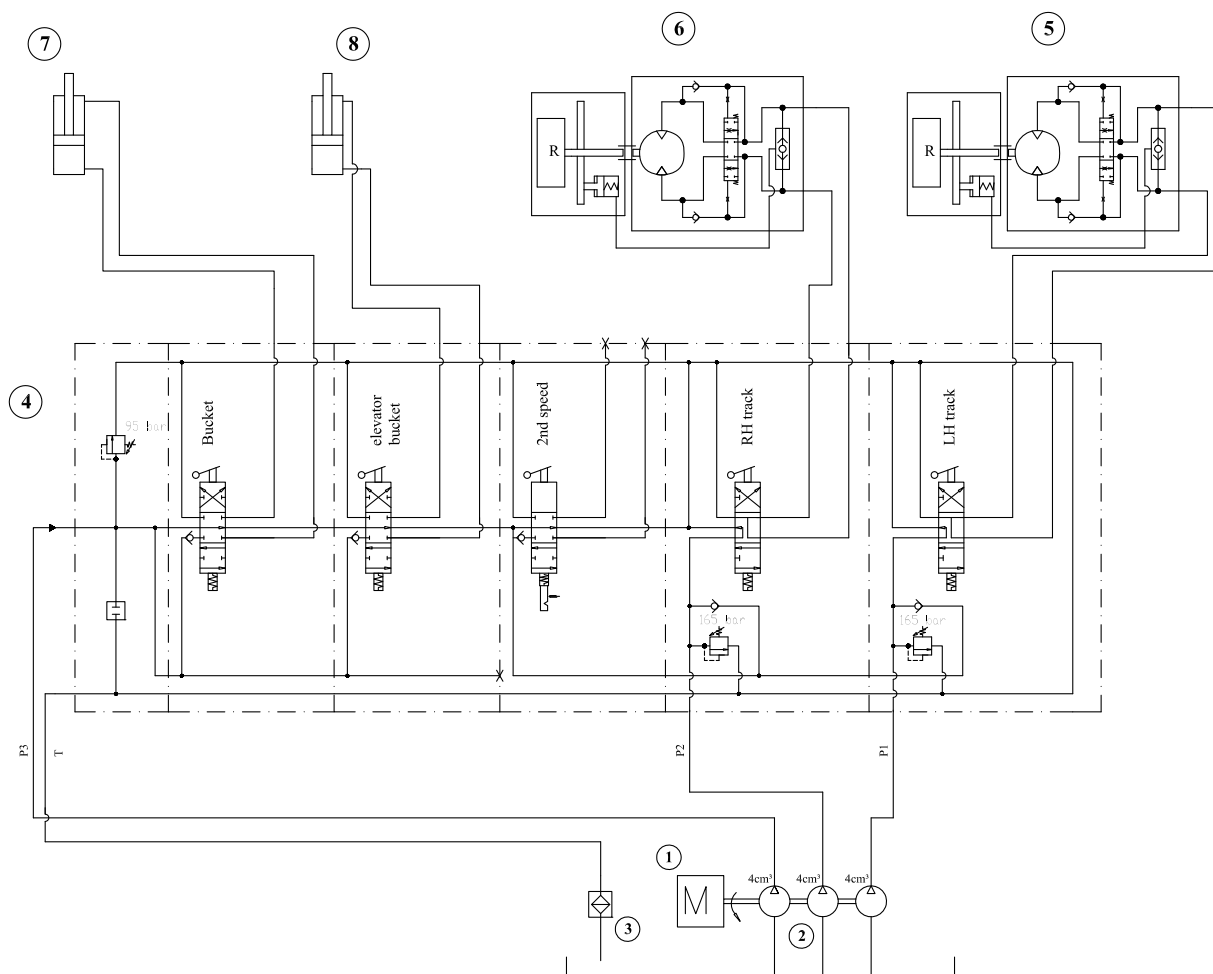 7
8
6
5
R
R
4
95 bar
Bucket
elevator
bucket
2nd speed
RH track
LH track
165 bar
165 bar
P3
T
P2
P1
1
M
4cm³
4cm³
4cm³
3
2